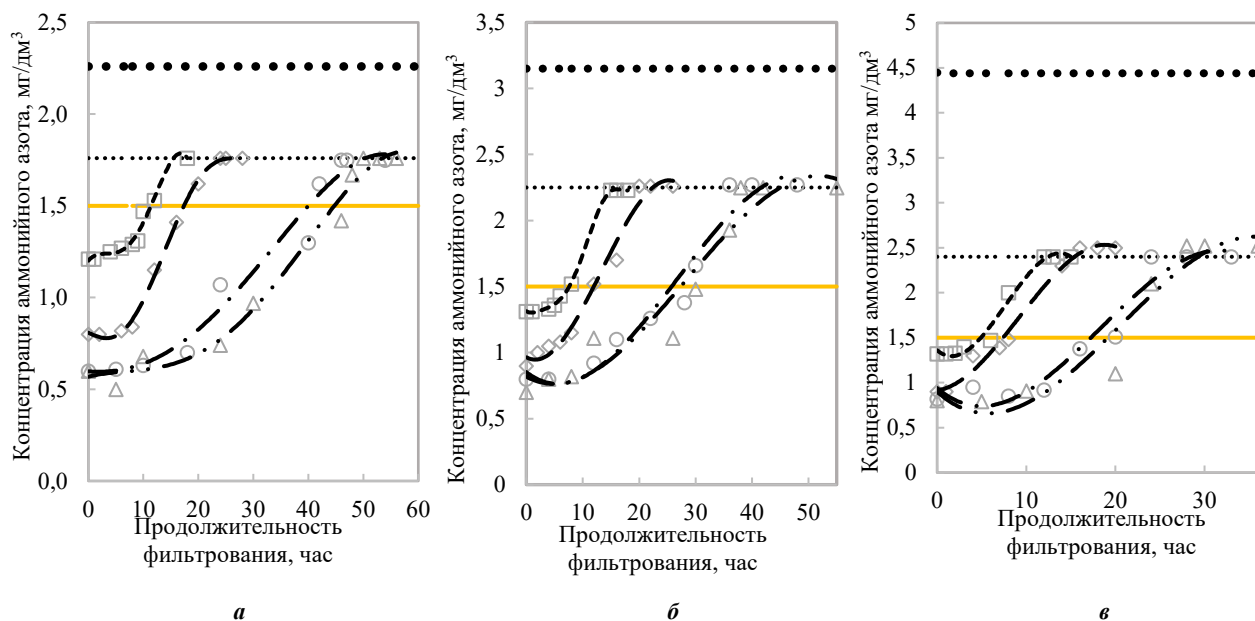 Концентрация аммонийного азота, мг/дм³
2,5
2,0
1,5
1,0
0,5
0,0
0 10 20 30 40 50 60
Продолжительность
фильтрования, час
а
Концентрация аммонийного азота, мг/дм³
3,5
3
2,5
2
1,5
1
0,5
0
0 10 20 30 40 50
Продолжительность
фильтрования, час
б
Концентрация аммонийного азота мг/дм³
5
4,5
4
3,5
3
2,5
2
1,5
1
0,5
0
0 10 20 30
Продолжительность
фильтрования, час
в